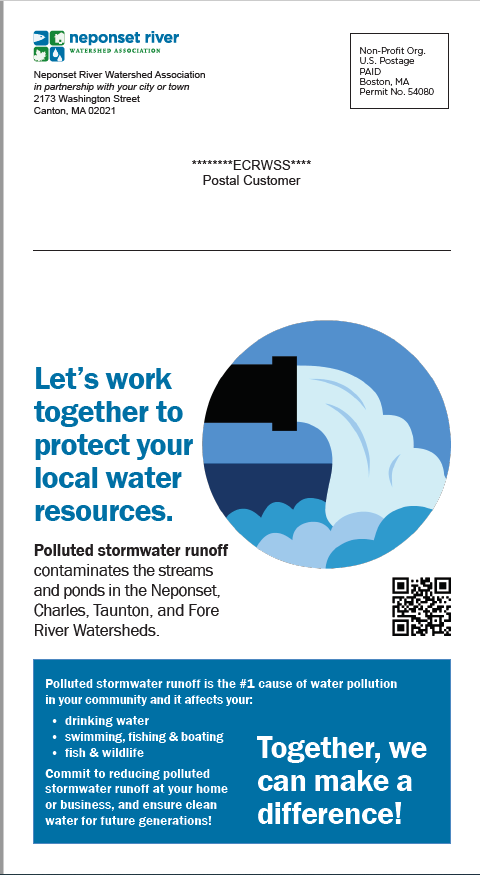 neponset river
WATERSHED ASSOCIATION
Neponset River Watershed Association
in partnership with your city or town
2173 Washington Street
Canton, MA 02021
Non-Profit Org.
U.S. Postage
PAID
Boston, MA
Permit No. 54080
********ECRWSS****
Postal Customer
Let's work
together to
protect your
local water
resources.
Polluted stormwater runoff
contaminates the streams
and ponds in the Neponset,
Charles, Taunton, and Fore
River Watersheds.
Polluted stormwater runoff is the #1 cause of water pollution
in your community and it affects your:
• drinking water
• swimming, fishing & boating
• fish & wildlife
Commit to reducing polluted
stormwater runoff at your home
or business, and ensure clean
water for future generations!
Together, we
can make a
difference!